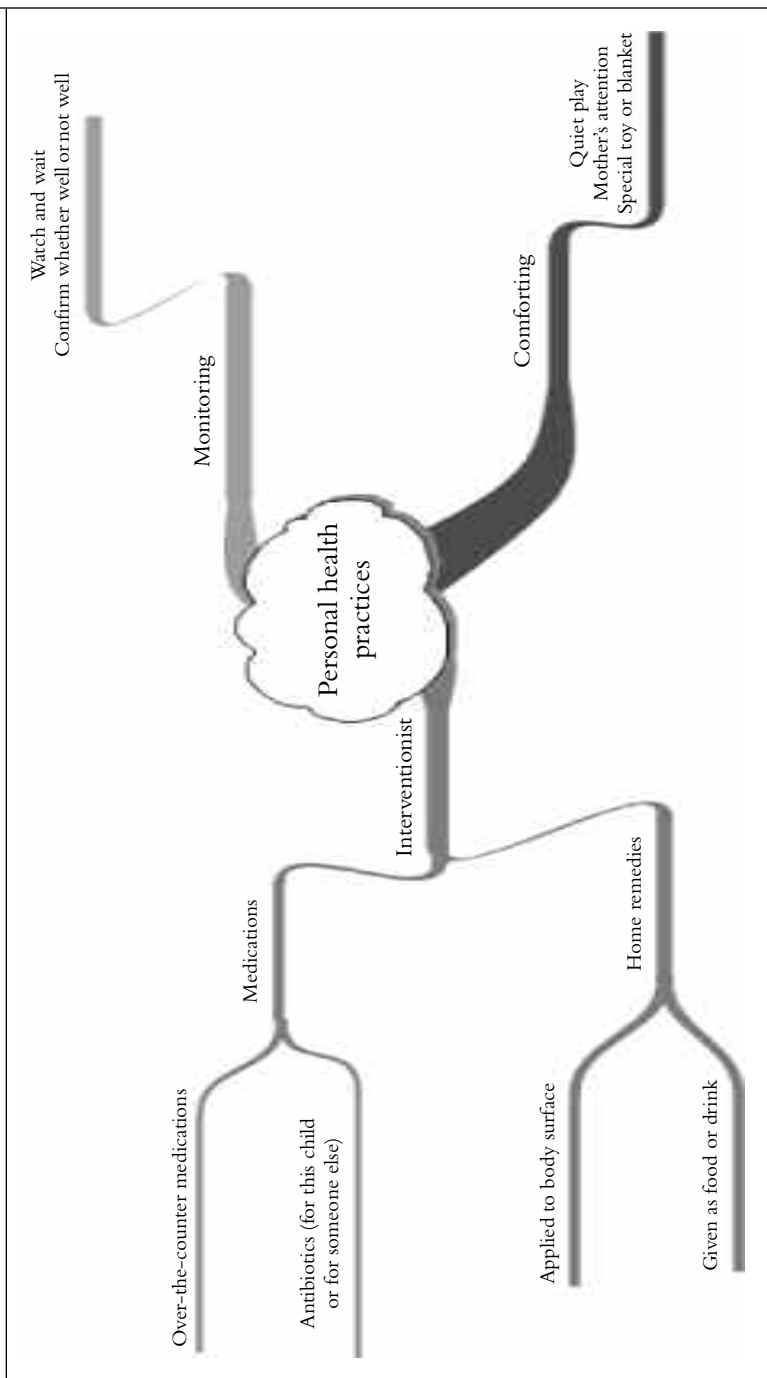 Over-the-counter medications
Antibiotics (for this child
or for someone else)
Medications
Applied to body surface
Given as food or drink
Home remedies
Interventionist
Personal health
practices
Monitoring
Watch and wait
Confirm whether well or not well
Comforting
Quiet play
Mother's attention
Special toy or blanket